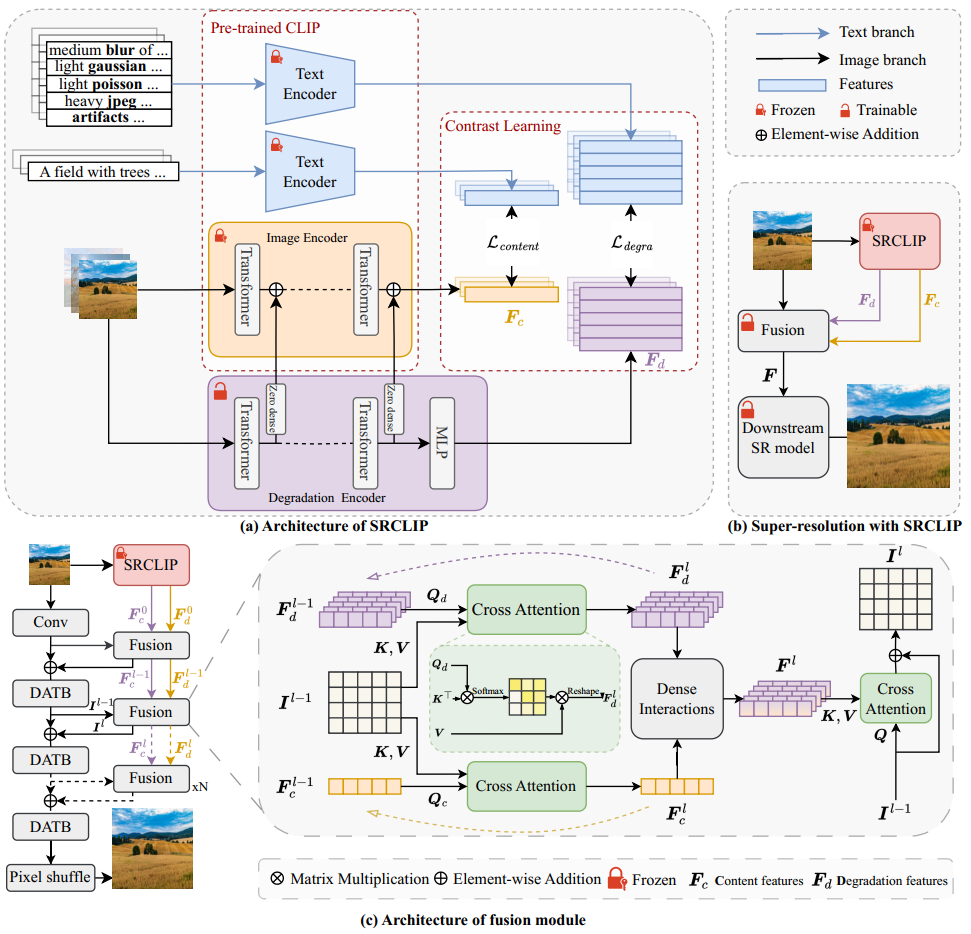 Pre-trained CLIP
medium blur of ...
light gaussian ...
light poisson ...
heavy jpeg ...
artifacts ...
A field with trees ...
Text
Encoder
Text
Encoder
Contrast Learning
Image Encoder
Transformer
Transformer
L_content
L_degra
F_c
F_d
Zero dense
Zero dense
Transformer
Transformer
MLP
Degradation Encoder
(a) Architecture of SRCLIP
Text branch
Image branch
Features
Frozen
Trainable
Element-wise Addition
SRCLIP
F_d
F_c
Fusion
F
Downstream
SR model
(b) Super-resolution with SRCLIP
SRCLIP
Conv
F_c^0
F_d^0
Fusion
DATB
F_c^{l-1}
F_d^{l-1}
I^{l-1}
Fusion
I^l
DATB
F_c^l
F_d^l
Fusion
xN
DATB
Pixel shuffle
F_d^{l-1}
Q_d
Cross Attention
F_d^l
K, V
I^{l-1}
Q_d
K^⊤
Softmax
Reshape
F_d^l
V
K, V
F_c^{l-1}
Q_c
Cross Attention
F_c^l
Dense
Interactions
F^l
K, V
I^l
Cross
Attention
Q
I^{l-1}
Matrix Multiplication
Element-wise Addition
Frozen
F_c Content features
F_d Degradation features
(c) Architecture of fusion module